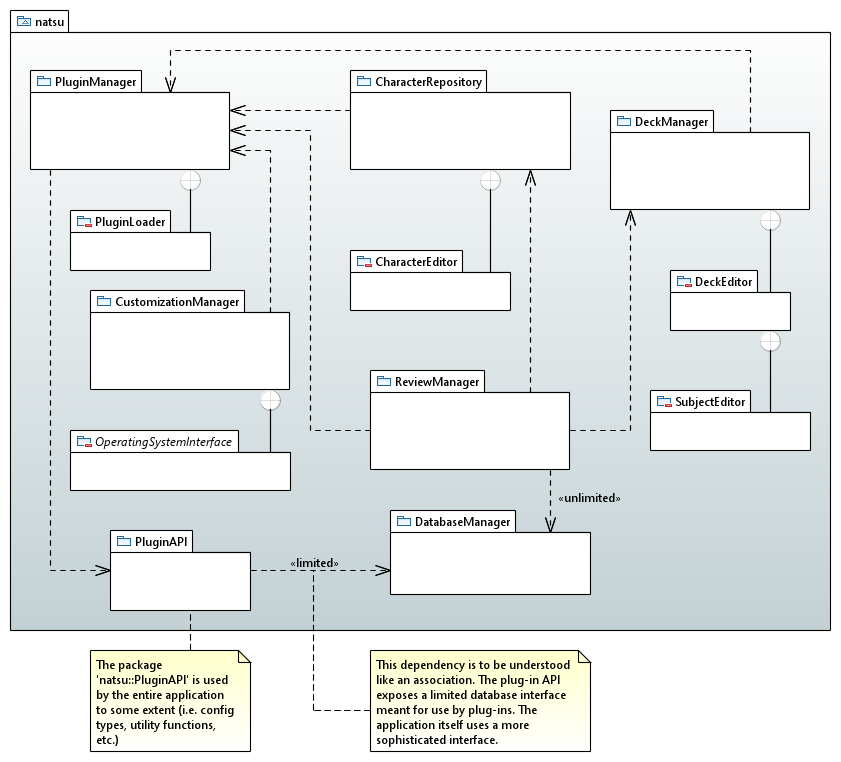 natsu
PluginManager
CharacterRepository
DeckManager
PluginLoader
CharacterEditor
DeckEditor
CustomizationManager
ReviewManager
SubjectEditor
OperatingSystemInterface
«unlimited»
DatabaseManager
PluginAPI
«limited»
The package
'natsu::PluginAPI' is used
by the entire application
to some extent (i.e. config
types, utility functions,
etc.)
This dependency is to be understood
like an association. The plug-in API
exposes a limited database interface
meant for use by plug-ins. The
application itself uses a more
sophisticated interface.